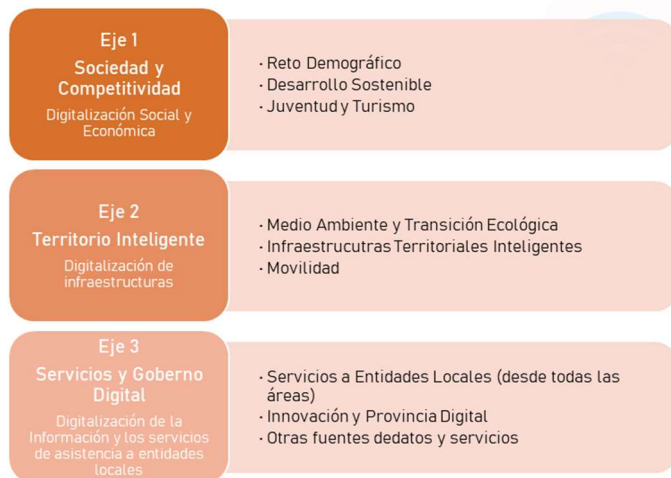 Eje 1
Sociedad y
Competitividad
Digitalización Social y
Económica
· Reto Demográfico
· Desarrollo Sostenible
· Juventud y Turismo
Eje 2
Territorio Inteligente
Digitalización de
infraestructuras
· Medio Ambiente y Transición Ecológica
· Infraestrucutras Territoriales Inteligentes
· Movilidad
Eje 3
Servicios y Goberno
Digital
Digitalización de la
Información y los servicios
de asistencia a entidades
locales
· Servicios a Entidades Locales (desde todas las
áreas)
· Innovación y Provincia Digital
· Otras fuentes dedatos y servicios